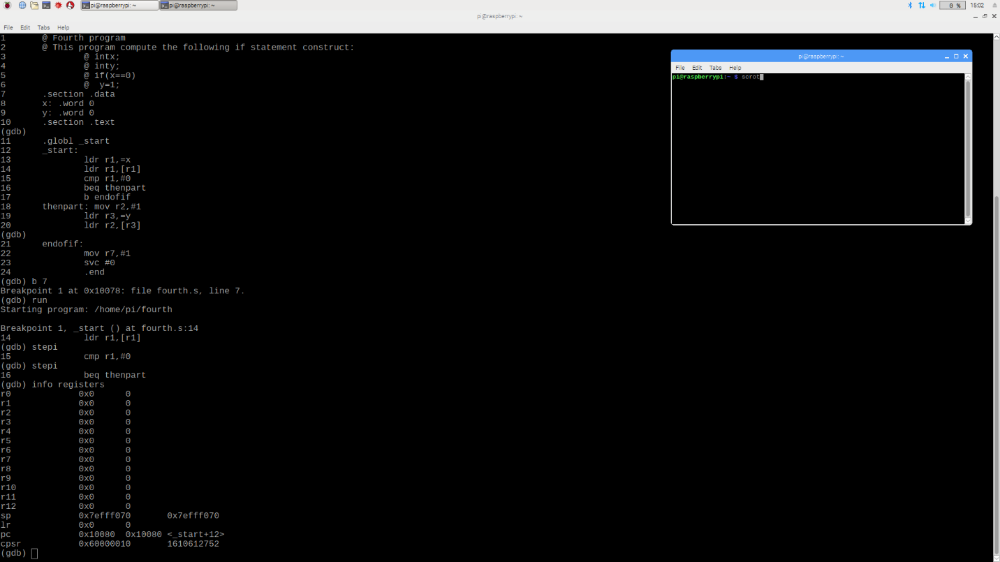 pi@raspberrypi: ~
pi@raspberrypi: ~
0 %
15:02
pi@raspberrypi: ~
File Edit Tabs Help
1 @ Fourth program
2 @ This program compute the following if statement construct:
3 @ intx;
4 @ inty;
5 @ if(x==0)
6 @ y=1;
7 .section .data
8 x: .word 0
9 y: .word 0
10 .section .text
(gdb)
11 .globl _start
12 _start:
13 ldr r1,=x
14 ldr r1,[r1]
15 cmp r1,#0
16 beq thenpart
17 b endofif
18 thenpart: mov r2,#1
19 ldr r3,=y
20 ldr r2,[r3]
(gdb)
21 endofif:
22 mov r7,#1
23 svc #0
24 .end
(gdb) b 7
Breakpoint 1 at 0x10078: file fourth.s, line 7.
(gdb) run
Starting program: /home/pi/fourth
Breakpoint 1, _start () at fourth.s:14
14 ldr r1,[r1]
(gdb) stepi
15 cmp r1,#0
(gdb) stepi
16 beq thenpart
(gdb) info registers
r0 0x0 0
r1 0x0 0
r2 0x0 0
r3 0x0 0
r4 0x0 0
r5 0x0 0
r6 0x0 0
r7 0x0 0
r8 0x0 0
r9 0x0 0
r10 0x0 0
r11 0x0 0
r12 0x0 0
sp 0x7efff070 0x7efff070
lr 0x0 0
pc 0x10080 0x10080 <_start+12>
cpsr 0x60000010 1610612752
(gdb)
pi@raspberrypi: ~
File Edit Tabs Help
pi@raspberrypi:~ $ scrot